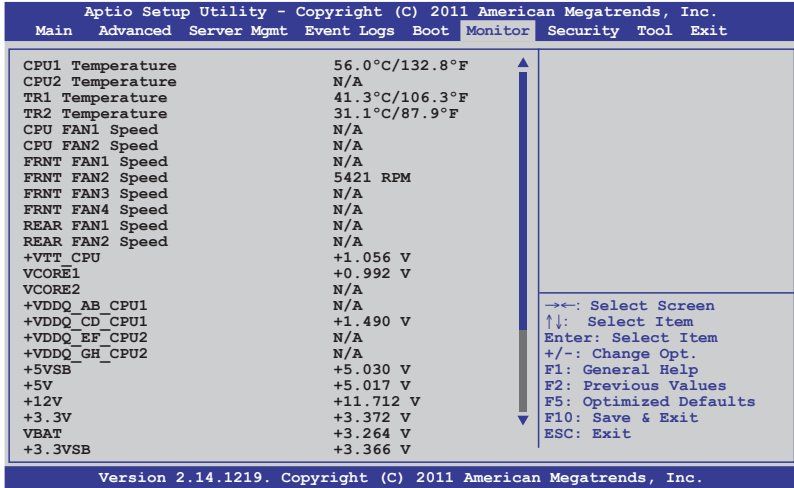 Aptio Setup Utility - Copyright (C) 2011 American Megatrends, Inc.
Main Advanced Server Mgmt Event Logs Boot Monitor Security Tool Exit
CPU1 Temperature 56.0°C/132.8°F
CPU2 Temperature N/A
TR1 Temperature 41.3°C/106.3°F
TR2 Temperature 31.1°C/87.9°F
CPU FAN1 Speed N/A
CPU FAN2 Speed N/A
FRNT FAN1 Speed N/A
FRNT FAN2 Speed 5421 RPM
FRNT FAN3 Speed N/A
FRNT FAN4 Speed N/A
REAR FAN1 Speed N/A
REAR FAN2 Speed N/A
+VTT_CPU +1.056 V
VCORE1 +0.992 V
VCORE2 N/A
+VDDQ_AB_CPU1 N/A
+VDDQ_CD_CPU1 +1.490 V
+VDDQ_EF_CPU2 N/A
+VDDQ_GH_CPU2 N/A
+5VSB +5.030 V
+5V +5.017 V
+12V +11.712 V
+3.3V +3.372 V
VBAT +3.264 V
+3.3VSB +3.366 V
→←: Select Screen
↑↓: Select Item
Enter: Select Item
+/-: Change Opt.
F1: General Help
F2: Previous Values
F5: Optimized Defaults
F10: Save & Exit
ESC: Exit
Version 2.14.1219. Copyright (C) 2011 American Megatrends, Inc.